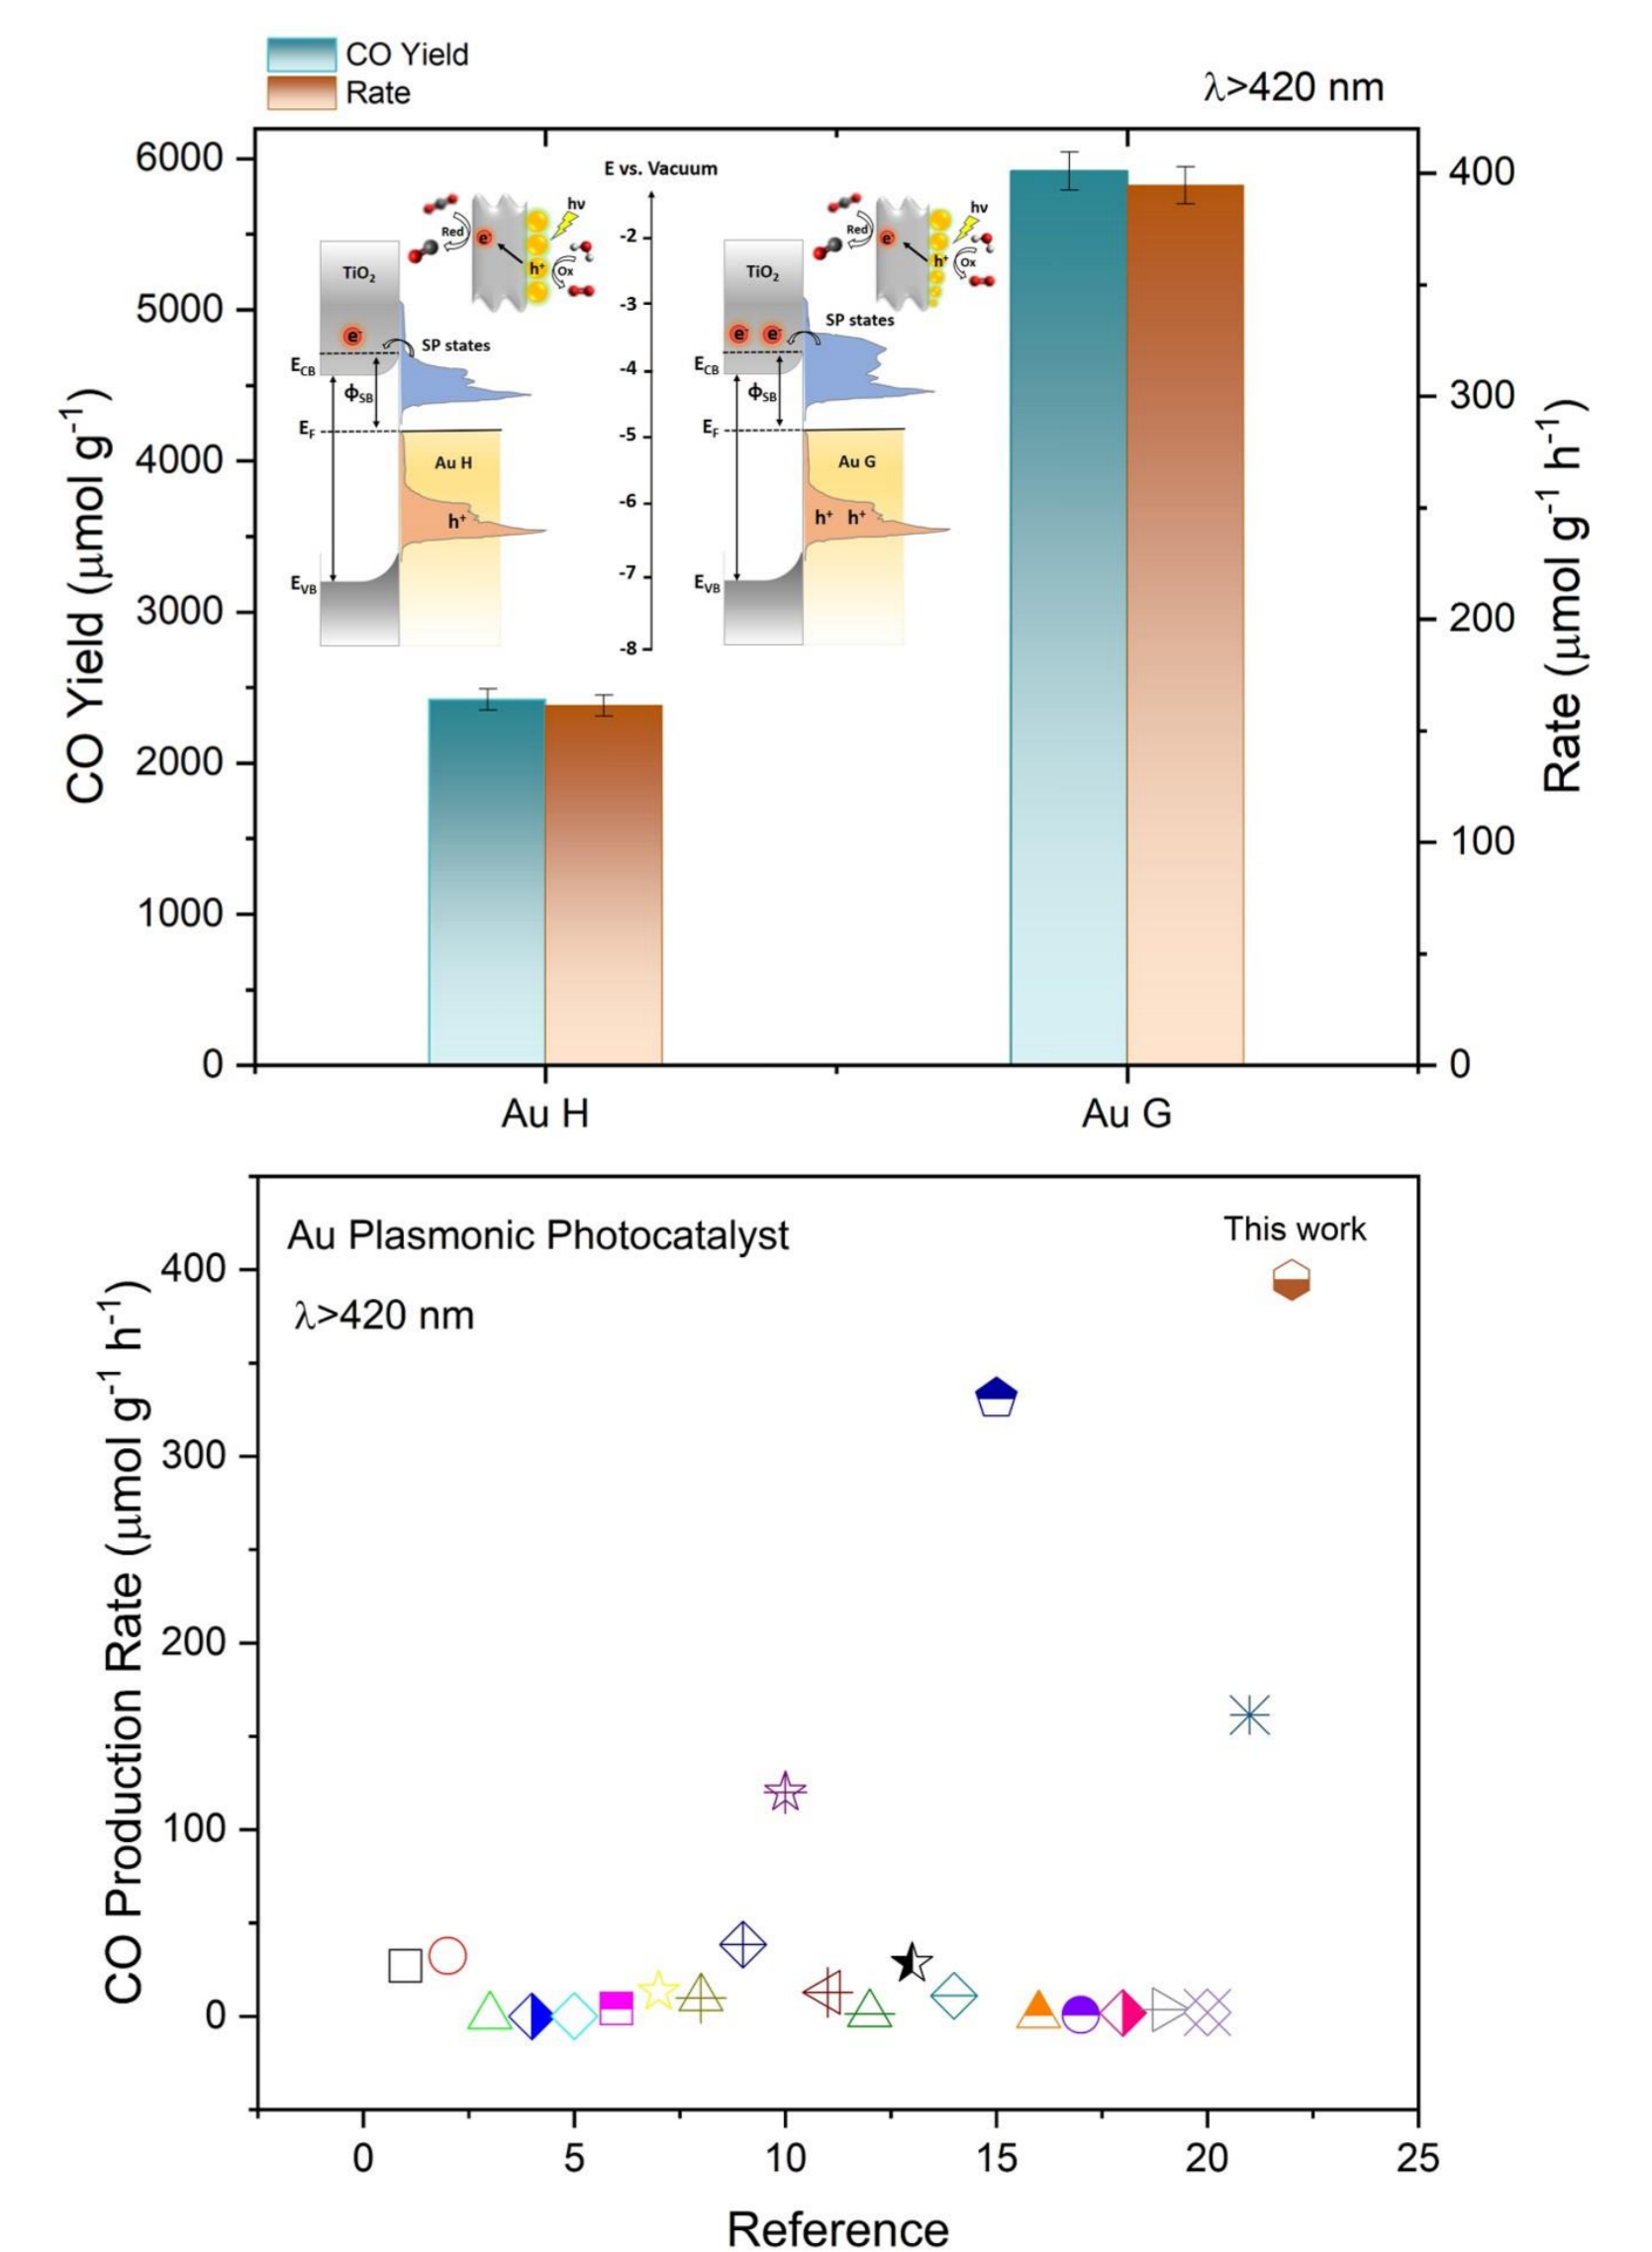 CO Yield
Rate
λ>420 nm
CO Yield (μmol g⁻¹)
6000
5000
4000
3000
2000
1000
0
Rate (μmol g⁻¹ h⁻¹)
400
300
200
100
0
E vs. Vacuum
-2
-3
-4
-5
-6
-7
-8
hν
Red
e⁻
h⁺
Ox
TiO₂
e⁻
SP states
E_CB
Φ_SB
E_F
Au H
h⁺
E_VB
hν
Red
e⁻
h⁺
Ox
TiO₂
SP states
e⁻ e⁻
E_CB
Φ_SB
E_F
Au G
h⁺ h⁺
E_VB
Au H
Au G
Au Plasmonic Photocatalyst
λ>420 nm
This work
CO Production Rate (μmol g⁻¹ h⁻¹)
400
300
200
100
0
0 5 10 15 20 25
Reference